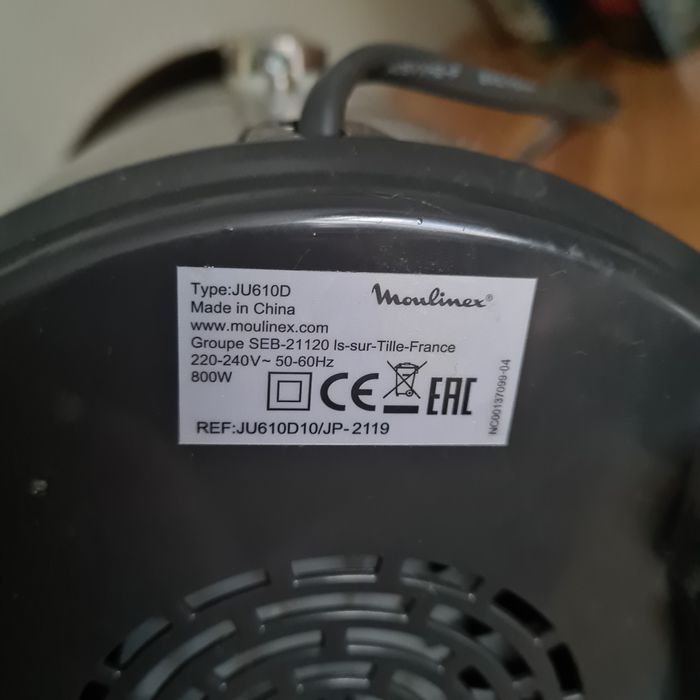 Type:JU610D
Moulinex®
Made in China
www.moulinex.com
Groupe SEB-21120 Is-sur-Tille-France
220-240V~ 50-60Hz
800W
CE
EAC
REF:JU610D10/JP-2119
NC00137099-04